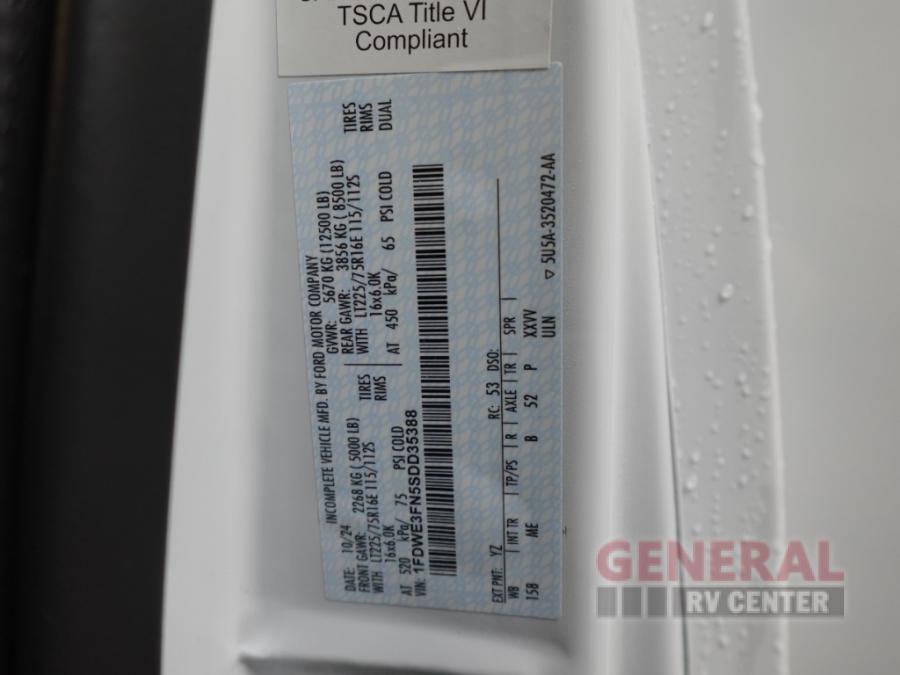 TSCA Title VI
Compliant
INCOMPLETE VEHICLE MFD. BY FORD MOTOR COMPANY
DATE: 10/24 GVWR: 5670 KG (12500 LB)
FRONT GAWR: 2268 KG (5000 LB) REAR GAWR: 3856 KG ( 8500 LB)
WITH LT225/75R16E 115/112S TIRES WITH LT225/75R16E 115/112S TIRES
16x6.0K RIMS 16x6.0K RIMS
AT 520 kPa/ 75 PSI COLD AT 450 kPa/ 65 PSI COLD DUAL
VIN: 1FDWE3FN5SDD35388
EXT PNT: YZ RC: 53 DSO:
WB INT TR TP/PS R AXLE TR SPR
158 ME B 52 P XXVV
ULN
▽ 5U5A-3520472-AA
GENERAL
RV CENTER